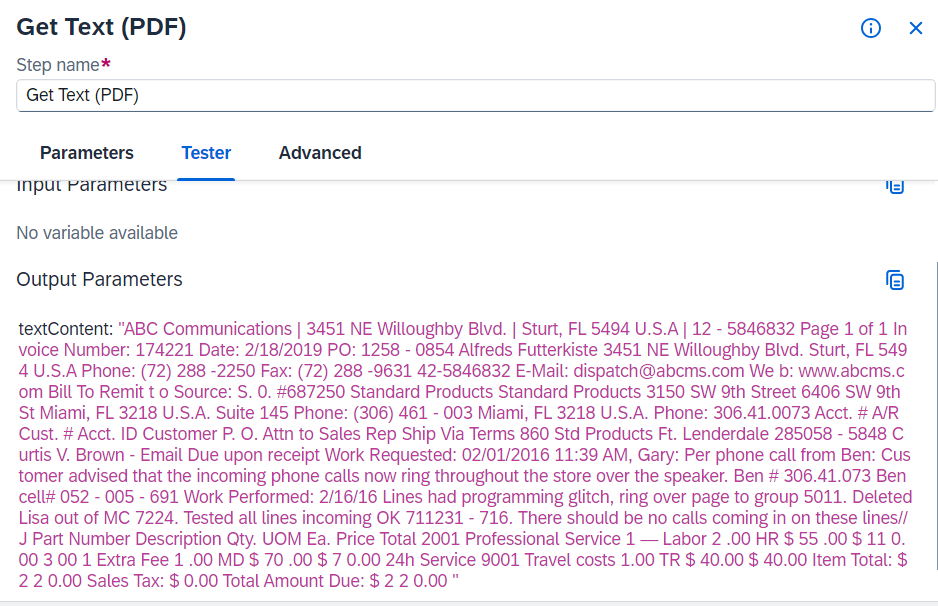 Get Text (PDF)
Step name*
Get Text (PDF)
Parameters
Tester
Advanced
Input Parameters
No variable available
Output Parameters
textContent: "ABC Communications | 3451 NE Willoughby Blvd. | Sturt, FL 5494 U.S.A | 12 - 5846832 Page 1 of 1 In
voice Number: 174221 Date: 2/18/2019 PO: 1258 - 0854 Alfreds Futterkiste 3451 NE Willoughby Blvd. Sturt, FL 549
4 U.S.A Phone: (72) 288 -2250 Fax: (72) 288 -9631 42-5846832 E-Mail: dispatch@abcms.com We b: www.abcms.c
om Bill To Remit t o Source: S. 0. #687250 Standard Products Standard Products 3150 SW 9th Street 6406 SW 9th
St Miami, FL 3218 U.S.A. Suite 145 Phone: (306) 461 - 003 Miami, FL 3218 U.S.A. Phone: 306.41.0073 Acct. # A/R
Cust. # Acct. ID Customer P. O. Attn to Sales Rep Ship Via Terms 860 Std Products Ft. Lenderdale 285058 - 5848 C
urtis V. Brown - Email Due upon receipt Work Requested: 02/01/2016 11:39 AM, Gary: Per phone call from Ben: Cus
tomer advised that the incoming phone calls now ring throughout the store over the speaker. Ben # 306.41.073 Ben
cell# 052 - 005 - 691 Work Performed: 2/16/16 Lines had programming glitch, ring over page to group 5011. Deleted
Lisa out of MC 7224. Tested all lines incoming OK 711231 - 716. There should be no calls coming in on these lines//
J Part Number Description Qty. UOM Ea. Price Total 2001 Professional Service 1 — Labor 2 .00 HR $ 55 .00 $ 11 0.
00 3 00 1 Extra Fee 1 .00 MD $ 70 .00 $ 7 0.00 24h Service 9001 Travel costs 1.00 TR $ 40.00 $ 40.00 Item Total: $
2 2 0.00 Sales Tax: $ 0.00 Total Amount Due: $ 2 2 0.00 "